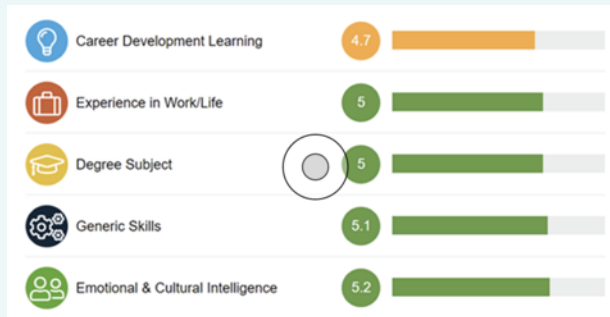 Career Development Learning 4.7
Experience in Work/Life 5
Degree Subject 5
Generic Skills 5.1
Emotional & Cultural Intelligence 5.2